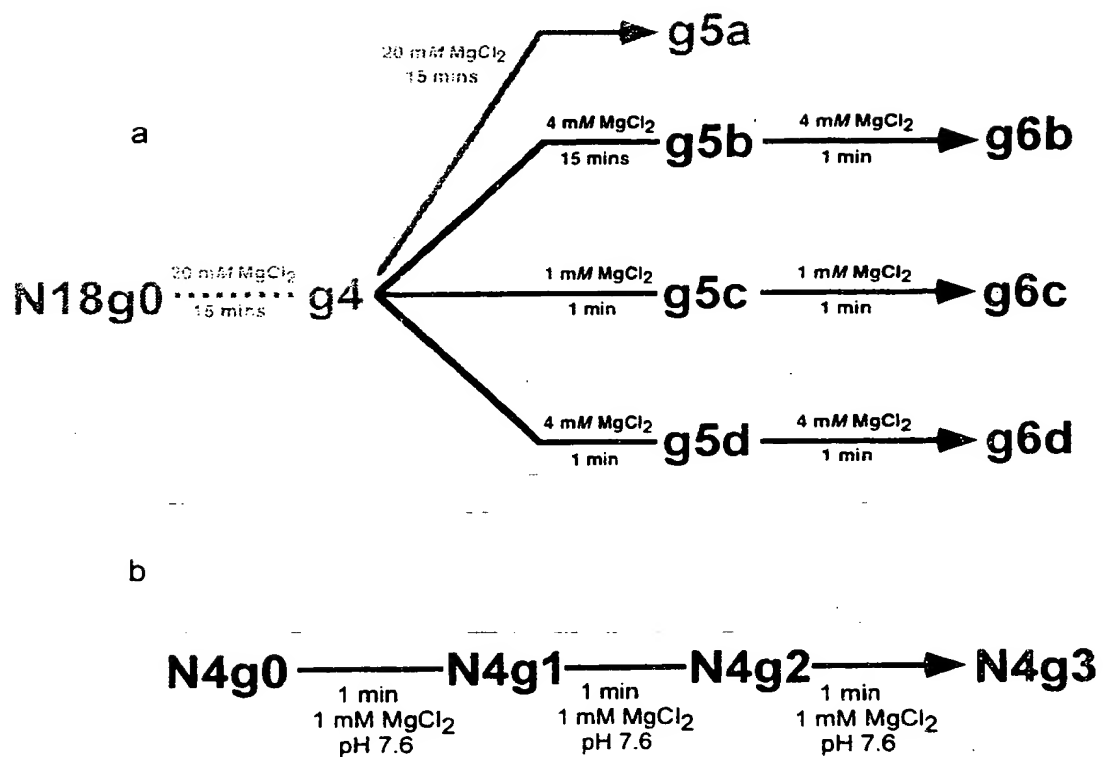 20 mM MgCl2
15 mins
g5a
a
4 mM MgCl2
15 mins
g5b
4 mM MgCl2
1 min
g6b
N18g0
20 mM MgCl2
15 mins
g4
1 mM MgCl2
1 min
g5c
1 mM MgCl2
1 min
g6c
4 mM MgCl2
1 min
g5d
4 mM MgCl2
1 min
g6d
b
N4g0
1 min
1 mM MgCl2
pH 7.6
N4g1
1 min
1 mM MgCl2
pH 7.6
N4g2
1 min
1 mM MgCl2
pH 7.6
N4g3